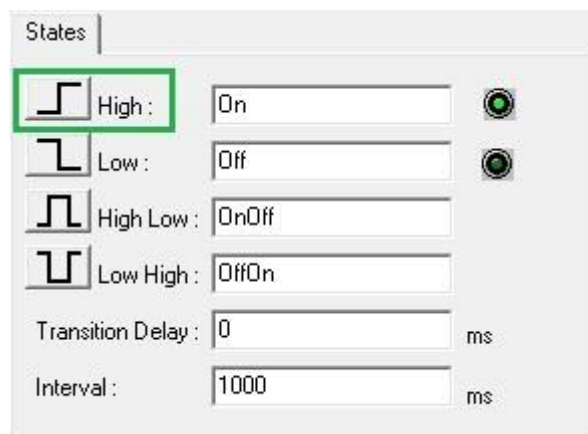 States
High : On
Low : Off
High Low : OnOff
Low High : OffOn
Transition Delay : 0 ms
Interval : 1000 ms